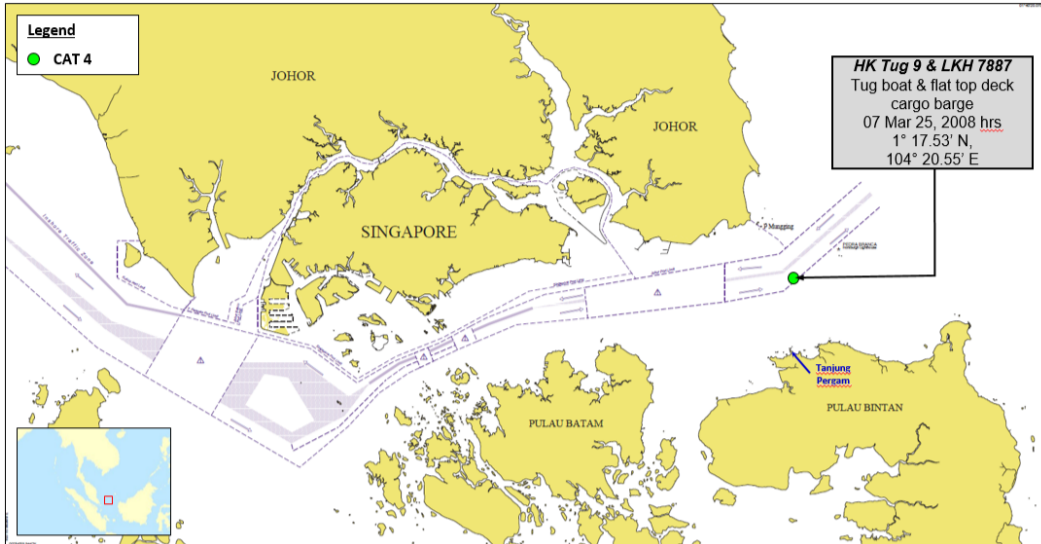 Legend
CAT 4
HK Tug 9 & LKH 7887
Tug boat & flat top deck
cargo barge
07 Mar 25, 2008 hrs
1° 17.53’ N,
104° 20.55’ E
JOHOR
JOHOR
SINGAPORE
P Mungging
Tanjung
Pergam
PULAU BINTAN
PULAU BATAM